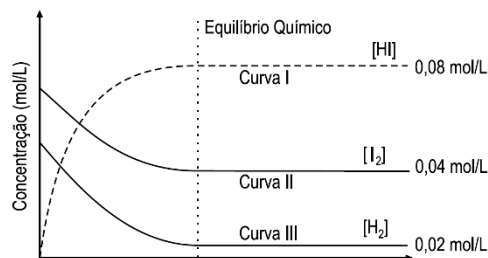 Equilíbrio Químico
Concentração (mol/L)
[HI]
Curva I
0,08 mol/L
[I₂]
Curva II
0,04 mol/L
[H₂]
Curva III
0,02 mol/L